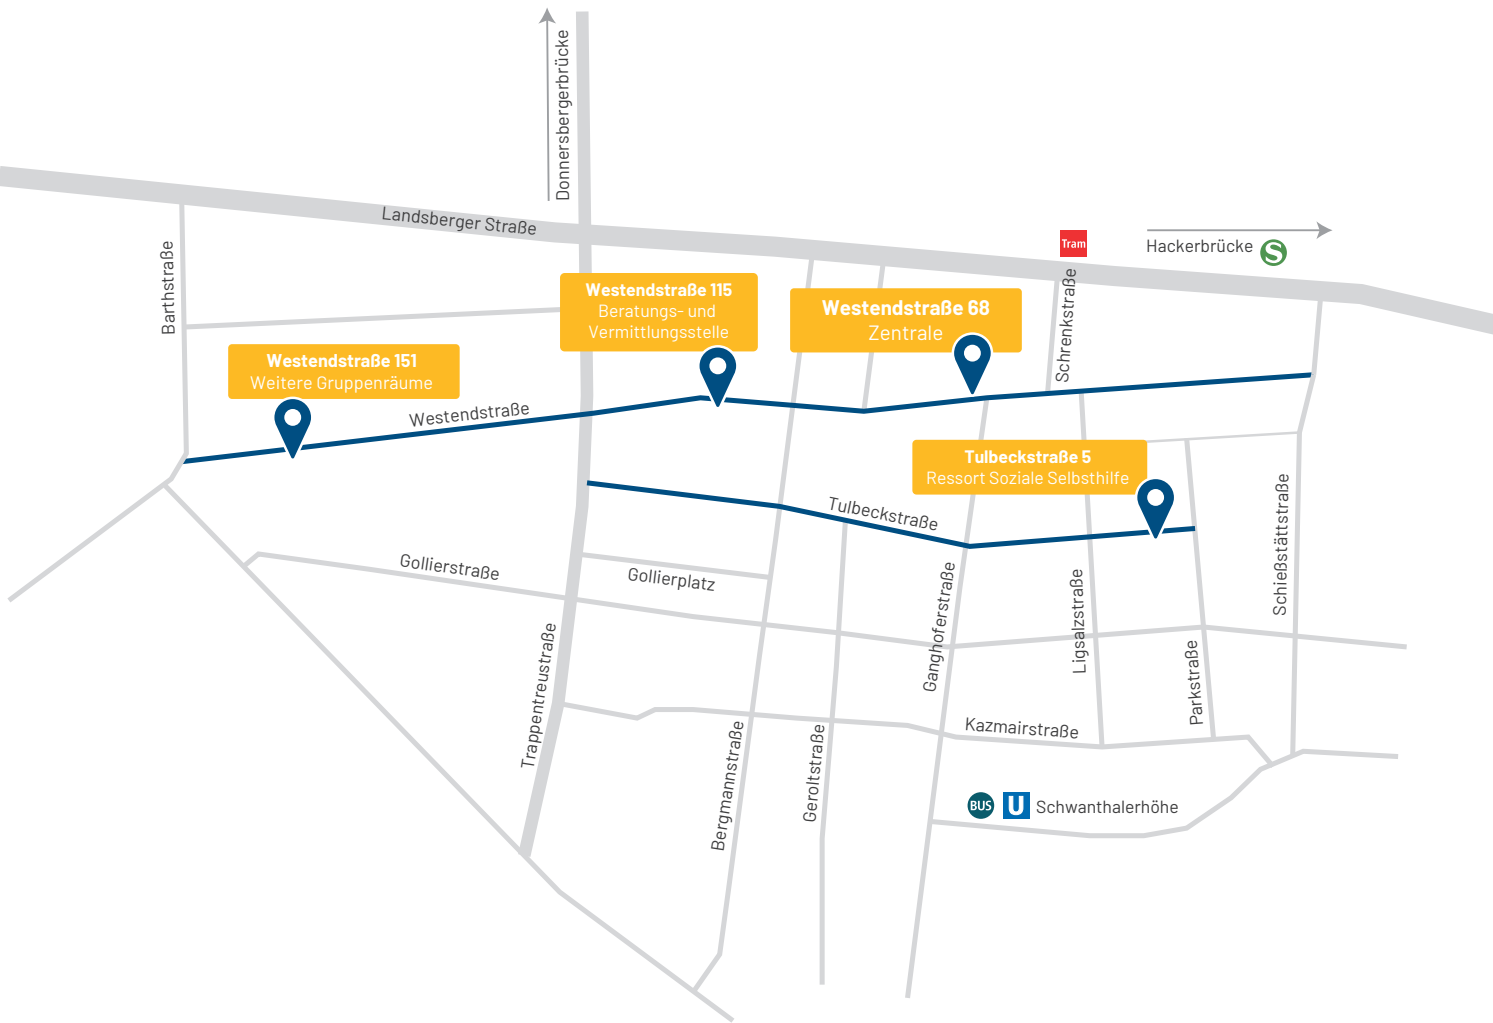 Donnersbergerbrücke
Landsberger Straße
Tram
Hackerbrücke
S
Barthstraße
Schrenkstraße
Westendstraße 115
Beratungs- und
Vermittlungsstelle
Westendstraße 68
Zentrale
Westendstraße 151
Weitere Gruppenräume
Westendstraße
Tulbeckstraße 5
Ressort Soziale Selbsthilfe
Tulbeckstraße
Schießstättstraße
Gollierstraße
Gollierplatz
Ganghoferstraße
Ligsalzstraße
Parkstraße
Trappentreustraße
Bergmannstraße
Geroltstraße
Kazmairstraße
BUS U Schwanthalerhöhe